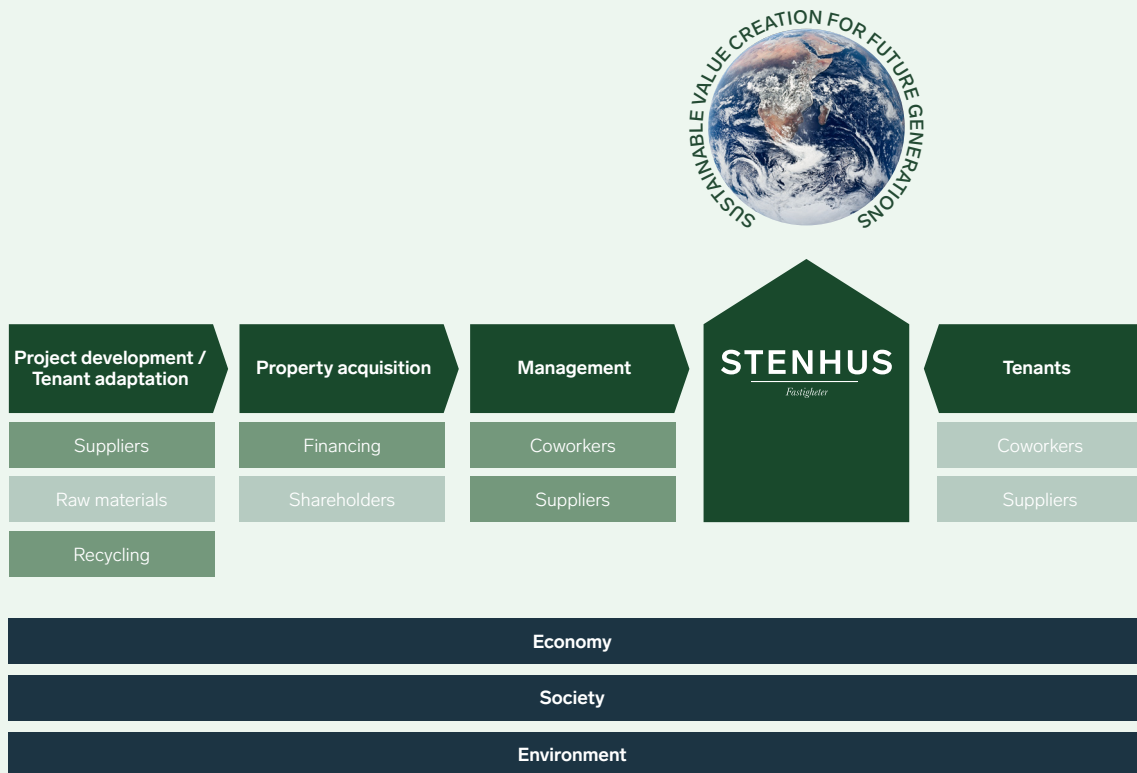 SUSTAINABLE VALUE CREATION FOR FUTURE GENERATIONS
Project development /
Tenant adaptation
Property acquisition
Management
STENHUS
Fastigheter
Tenants
Suppliers
Financing
Coworkers
Coworkers
Raw materials
Shareholders
Suppliers
Suppliers
Recycling
Economy
Society
Environment